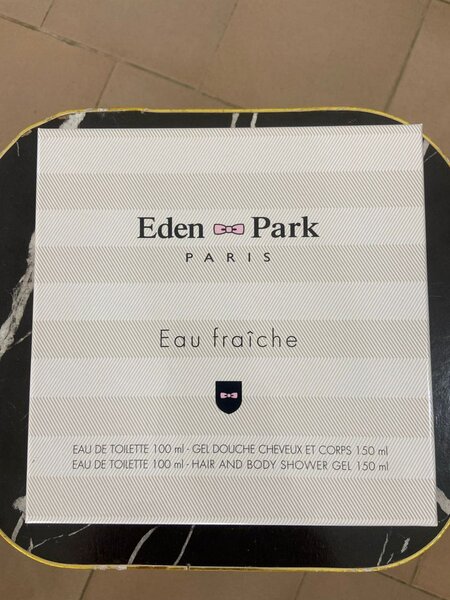 Eden Park
PARIS
Eau fraîche
EAU DE TOILETTE 100 ml - GEL DOUCHE CHEVEUX ET CORPS 150 ml
EAU DE TOILETTE 100 ml - HAIR AND BODY SHOWER GEL 150 ml